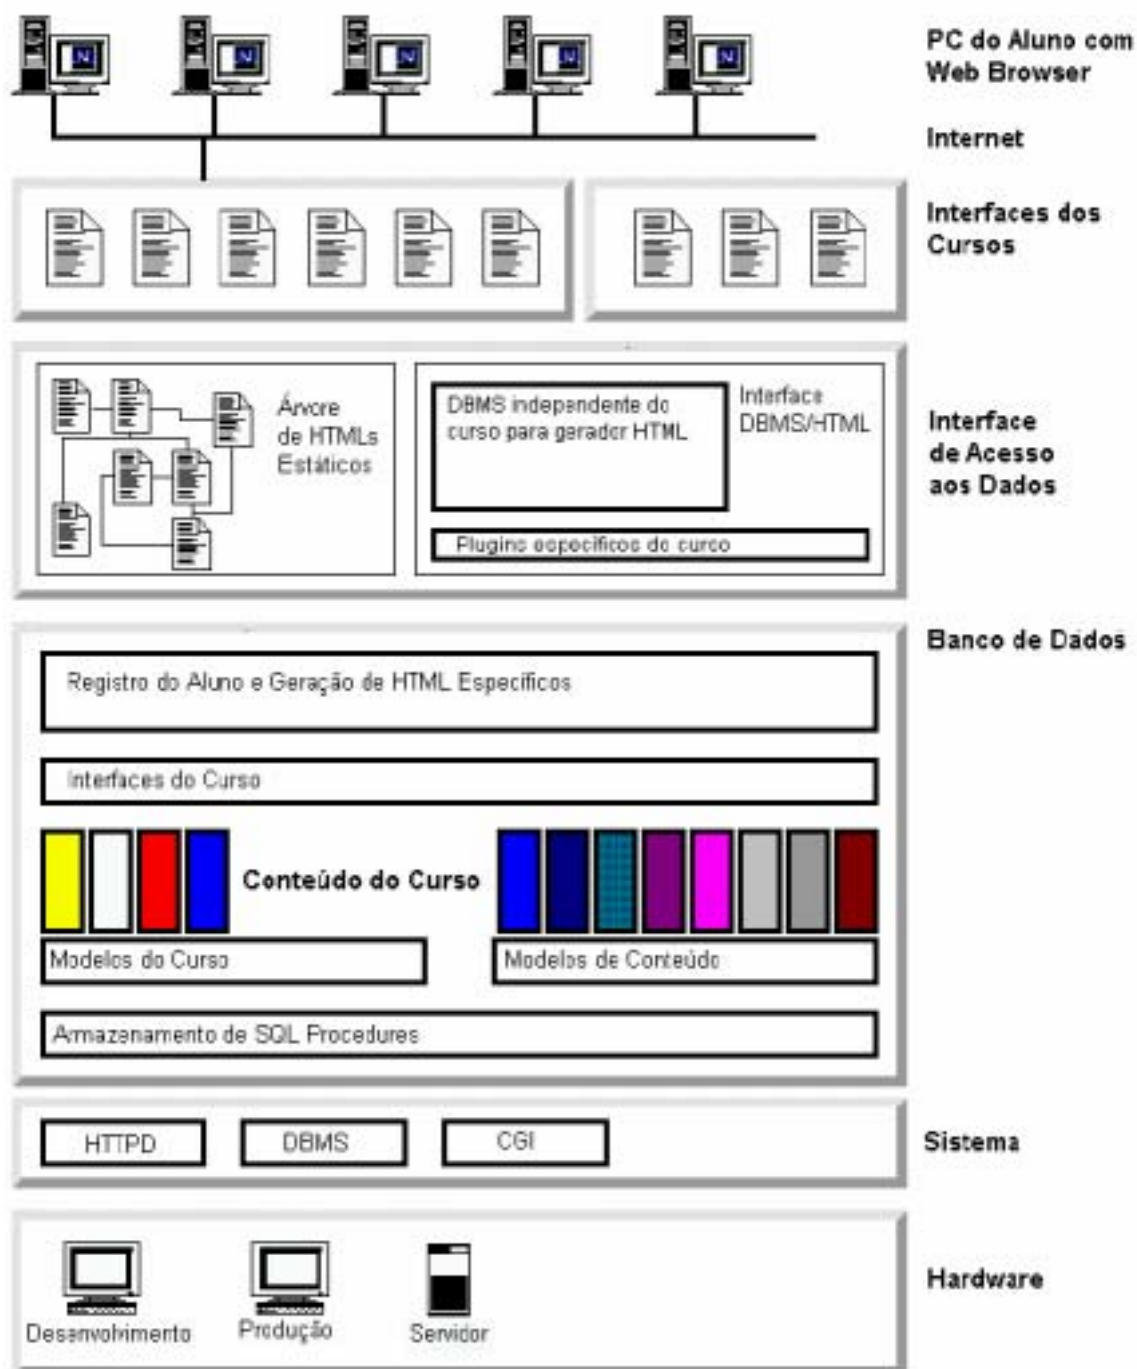 PC do Aluno com
Web Browser
Internet
Interfaces dos
Cursos
Árvore
de HTMLs
Estáticos
DBMS independente do
curso para gerador HTML
Interface
DBMS/HTML
Plugins específicos do curso
Interface
de Acesso
aos Dados
Banco de Dados
Registro do Aluno e Geração de HTML Específicos
Interfaces do Curso
Conteúdo do Curso
Modelos do Curso
Modelos de Conteúdo
Armazenamento de SQL Procedures
HTTPD
DBMS
CGI
Sistema
Desenvolvimento
Produção
Servidor
Hardware